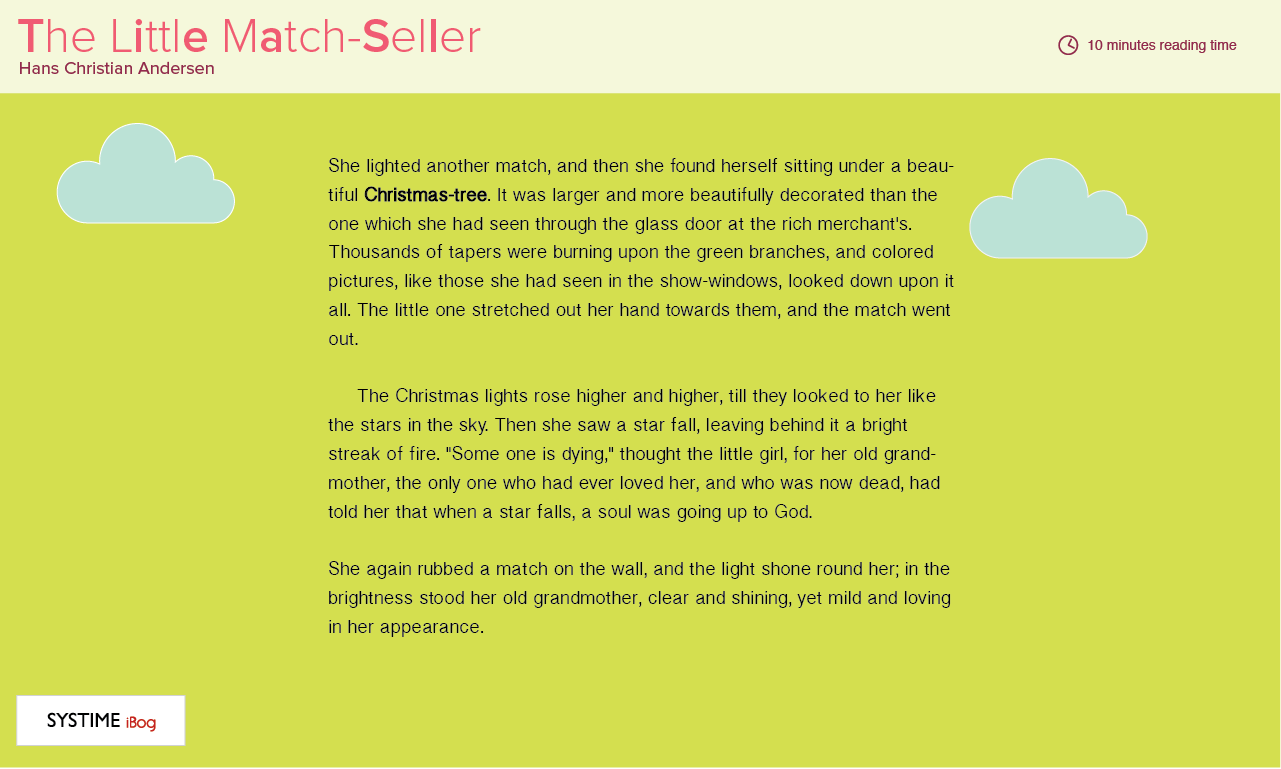 The Little Match-Seller
Hans Christian Andersen
10 minutes reading time
She lighted another match, and then she found herself sitting under a beau-
tiful Christmas-tree. It was larger and more beautifully decorated than the
one which she had seen through the glass door at the rich merchant's.
Thousands of tapers were burning upon the green branches, and colored
pictures, like those she had seen in the show-windows, looked down upon it
all. The little one stretched out her hand towards them, and the match went
out.
The Christmas lights rose higher and higher, till they looked to her like
the stars in the sky. Then she saw a star fall, leaving behind it a bright
streak of fire. "Some one is dying," thought the little girl, for her old grand-
mother, the only one who had ever loved her, and who was now dead, had
told her that when a star falls, a soul was going up to God.
She again rubbed a match on the wall, and the light shone round her; in the
brightness stood her old grandmother, clear and shining, yet mild and loving
in her appearance.
SYSTIME iBog